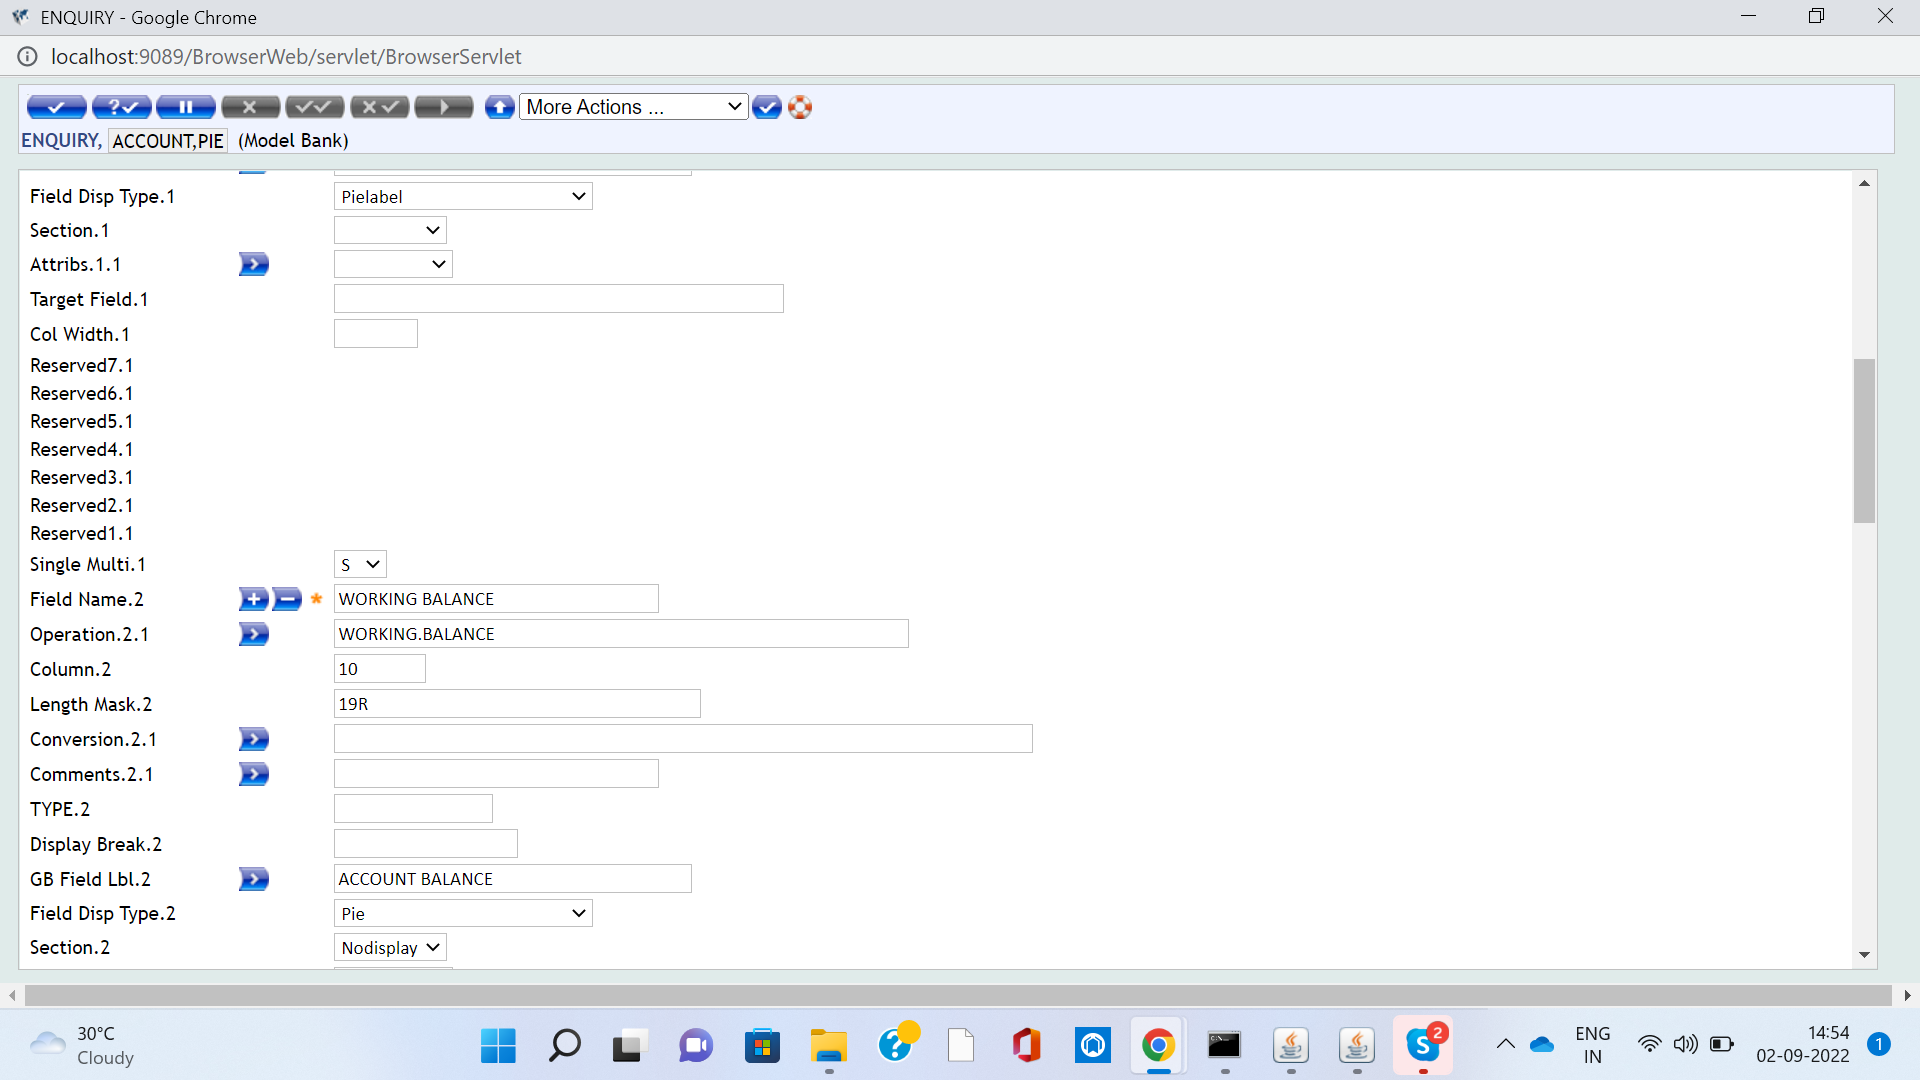 ENQUIRY - Google Chrome
localhost:9089/BrowserWeb/servlet/BrowserServlet
More Actions ...
ENQUIRY, ACCOUNT,PIE (Model Bank)
Field Disp Type.1 Pielabel
Section.1
Attribs.1.1
Target Field.1
Col Width.1
Reserved7.1
Reserved6.1
Reserved5.1
Reserved4.1
Reserved3.1
Reserved2.1
Reserved1.1
Single Multi.1 S
Field Name.2 * WORKING BALANCE
Operation.2.1 WORKING.BALANCE
Column.2 10
Length Mask.2 19R
Conversion.2.1
Comments.2.1
TYPE.2
Display Break.2
GB Field Lbl.2 ACCOUNT BALANCE
Field Disp Type.2 Pie
Section.2 Nodisplay
30°C
Cloudy
S 2
ENG
IN
14:54
02-09-2022
1